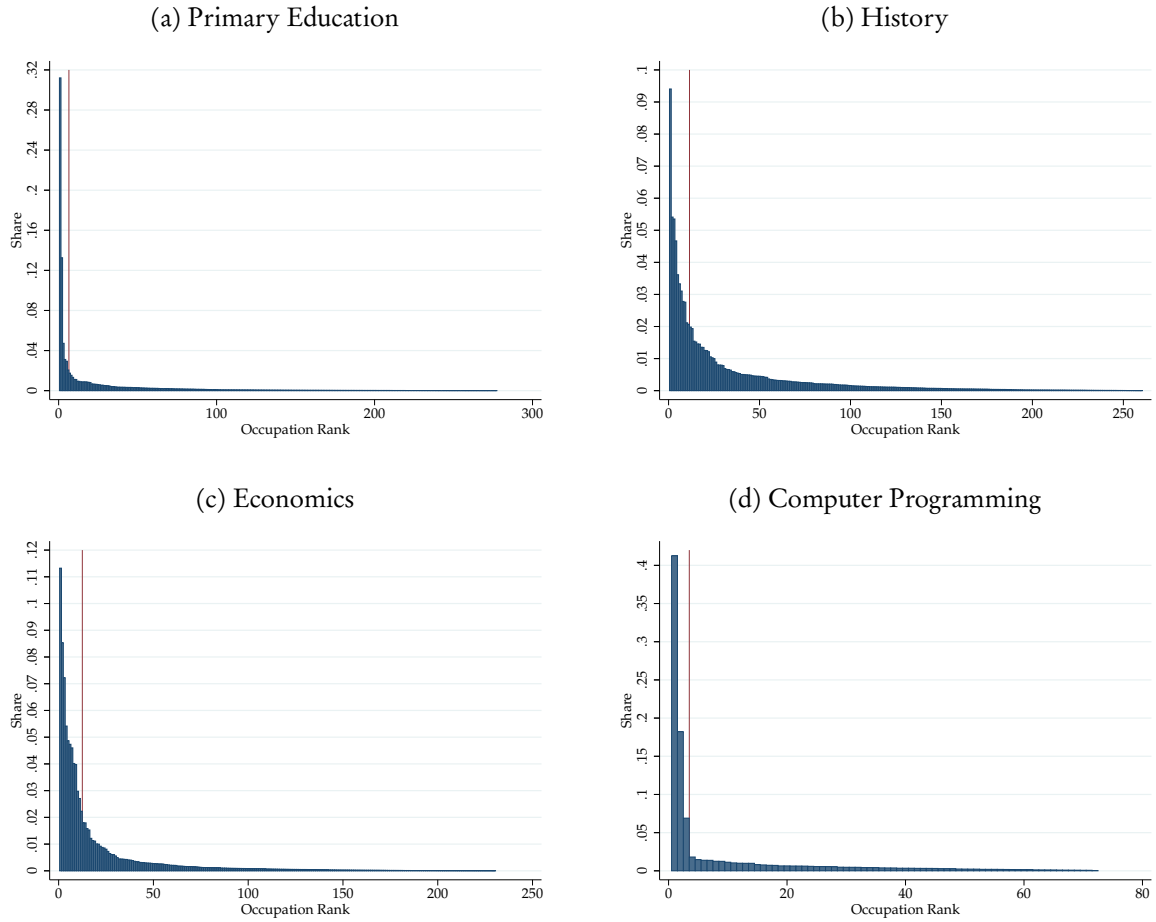 (a) Primary Education
.32
.28
.24
.2
.16
.12
.08
.04
0
Share
0 100 200 300
Occupation Rank
(b) History
.1
.09
.08
.07
.06
.05
.04
.03
.02
.01
0
Share
0 50 100 150 200 250
Occupation Rank
(c) Economics
.12
.11
.1
.09
.08
.07
.06
.05
.04
.03
.02
.01
0
Share
0 50 100 150 200 250
Occupation Rank
(d) Computer Programming
.4
.35
.3
.25
.2
.15
.1
.05
0
Share
0 20 40 60 80
Occupation Rank